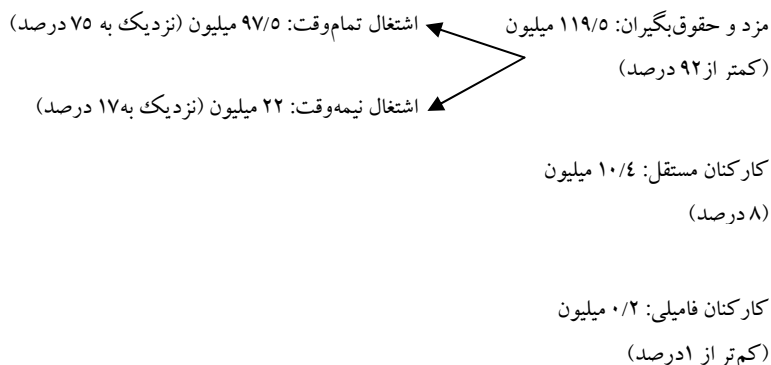 مزد و حقوق‌بگیران: ۱۱۹/۵ میلیون
(کمتر از۹۲ درصد)
اشتغال تمام‌وقت: ۹۷/۵ میلیون (نزدیک به ۷۵ درصد)
اشتغال نیمه‌وقت: ۲۲ میلیون (نزدیک به۱۷ درصد)
کارکنان مستقل: ۱۰/٤ میلیون
(۸ درصد)
کارکنان فامیلی: ۰/۲ میلیون
(کم‌تر از ۱درصد)